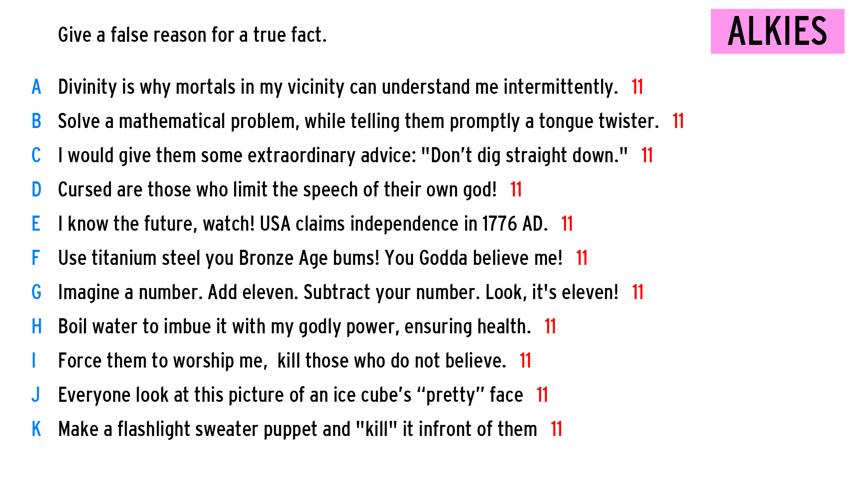 Give a false reason for a true fact.
ALKIES
A Divinity is why mortals in my vicinity can understand me intermittently. 11
B Solve a mathematical problem, while telling them promptly a tongue twister. 11
C I would give them some extraordinary advice: "Don't dig straight down." 11
D Cursed are those who limit the speech of their own god! 11
E I know the future, watch! USA claims independence in 1776 AD. 11
F Use titanium steel you Bronze Age bums! You Godda believe me! 11
G Imagine a number. Add eleven. Subtract your number. Look, it's eleven! 11
H Boil water to imbue it with my godly power, ensuring health. 11
I Force them to worship me,  kill those who do not believe. 11
J Everyone look at this picture of an ice cube's “pretty” face 11
K Make a flashlight sweater puppet and "kill" it infront of them 11